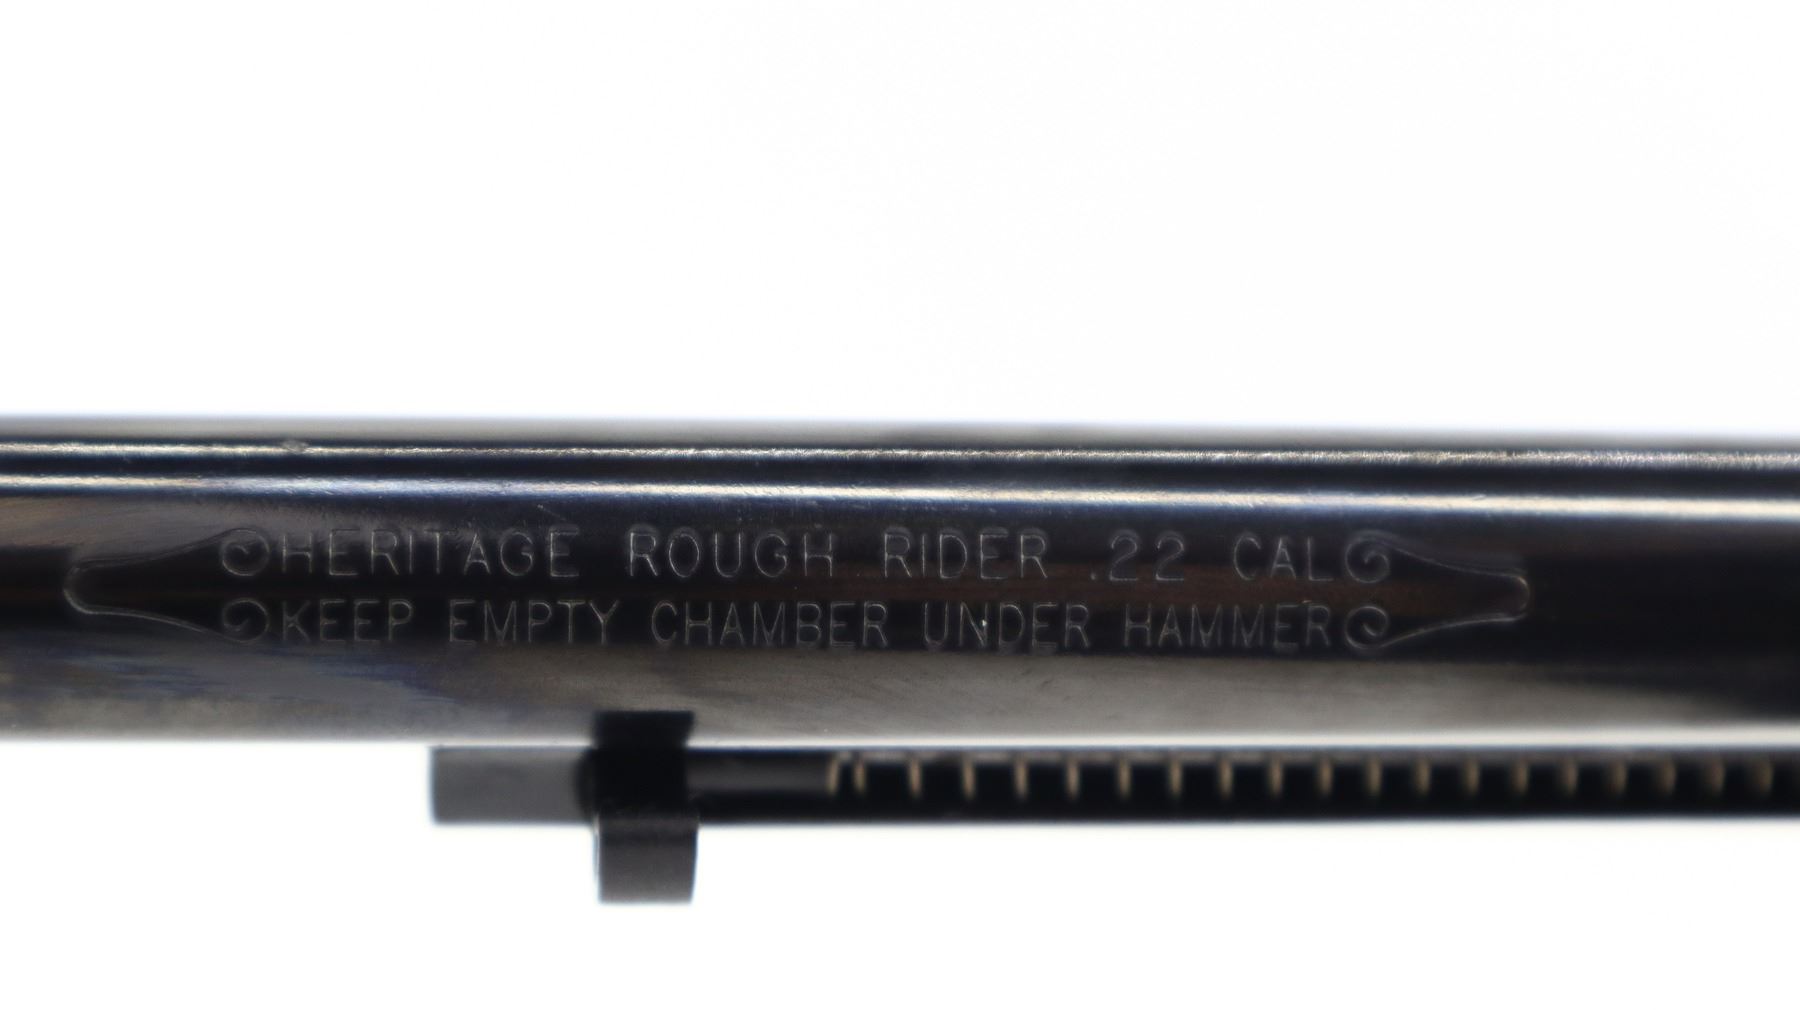 HERITAGE ROUGH RIDER .22 CAL
KEEP EMPTY CHAMBER UNDER HAMMER